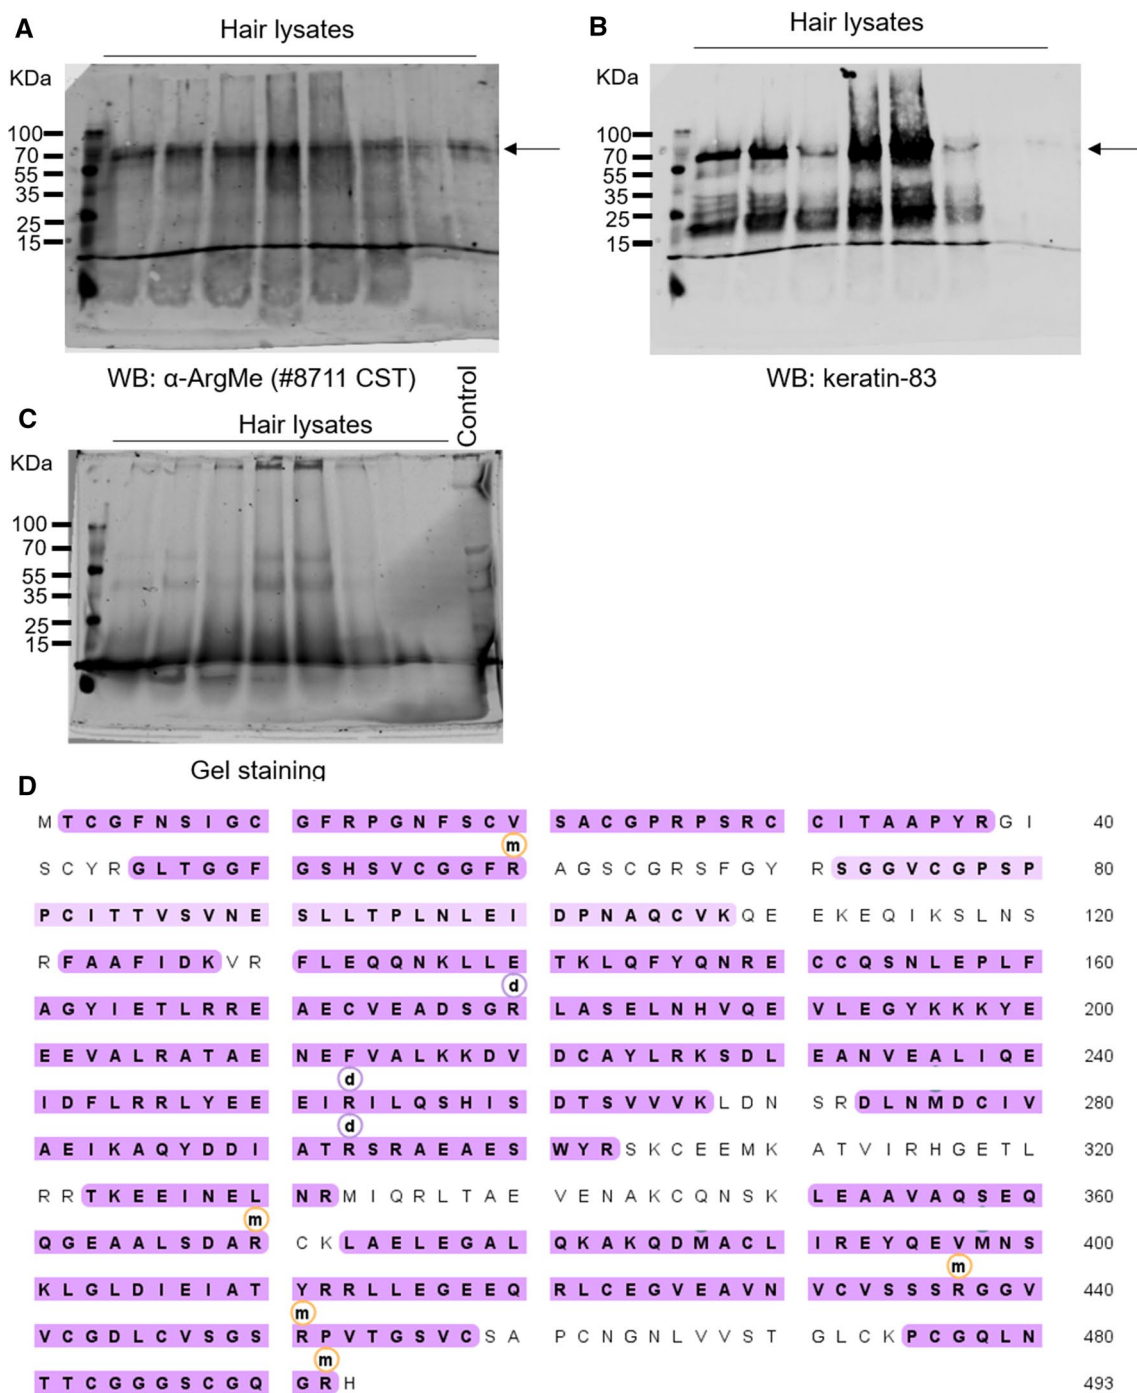 A
Hair lysates
KDa
100
70
55
35
25
15
WB: α-ArgMe (#8711 CST)
B
Hair lysates
KDa
100
70
55
35
25
15
WB: keratin-83
C
Hair lysates
Control
KDa
100
70
55
35
25
15
Gel staining
D
M T C G F N S I G C G F R P G N F S C V S A C G P R P S R C C I T A A P Y R G I 40
m
S C Y R G L T G G F G S H S V C G G F R A G S C G R S F G Y R S G G V C G P S P 80
P C I T T V S V N E S L L T P L N L E I D P N A Q C V K Q E E K E Q I K S L N S 120
R F A A F I D K V R F L E Q Q N K L L E T K L Q F Y Q N R E C C Q S N L E P L F 160
d
A G Y I E T L R R E A E C V E A D S G R L A S E L N H V Q E V L E G Y K K K Y E 200
E E V A L R A T A E N E F V A L K K D V D C A Y L R K S D L E A N V E A L I Q E 240
d
I D F L R R L Y E E E I R I L Q S H I S D T S V V V K L D N S R D L N M D C I V 280
d
A E I K A Q Y D D I A T R S R A E A E S W Y R S K C E E M K A T V I R H G E T L 320
R R T K E E I N E L N R M I Q R L T A E V E N A K C Q N S K L E A A V A Q S E Q 360
m
Q G E A A L S D A R C K L A E L E G A L Q K A K Q D M A C L I R E Y Q E V M N S 400
m
K L G L D I E I A T Y R R L L E G E E Q R L C E G V E A V N V C V S S S R G G V 440
m
V C G D L C V S G S R P V T G S V C S A P C N G N L V V S T G L C K P C G Q L N 480
m
T T C G G G S C G Q G R H 493